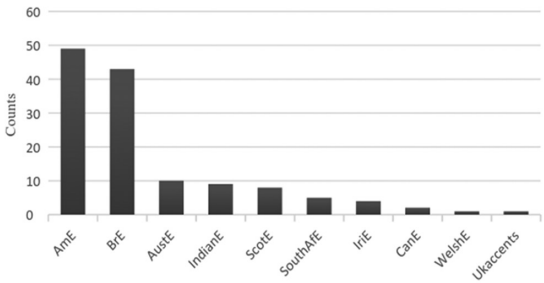 60
50
40
30
20
10
0
Counts
AmE
BrE
AustE
IndianE
ScotE
SouthAfE
IriE
CanE
WelshE
Ukaccents